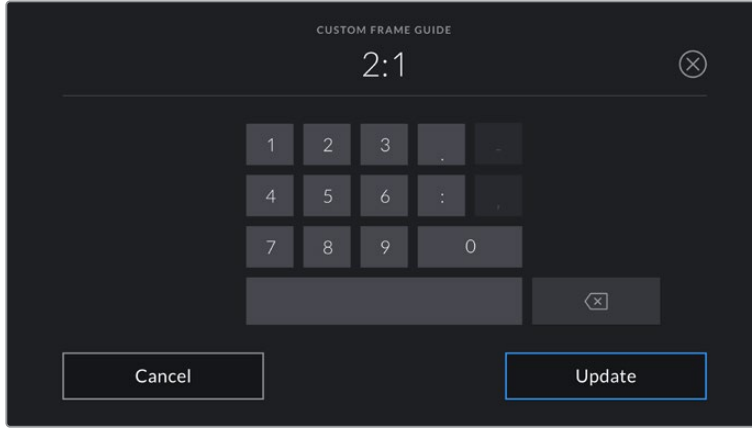 CUSTOM FRAME GUIDE
2:1
1 2 3 . -
4 5 6 : ,
7 8 9 0
Cancel Update